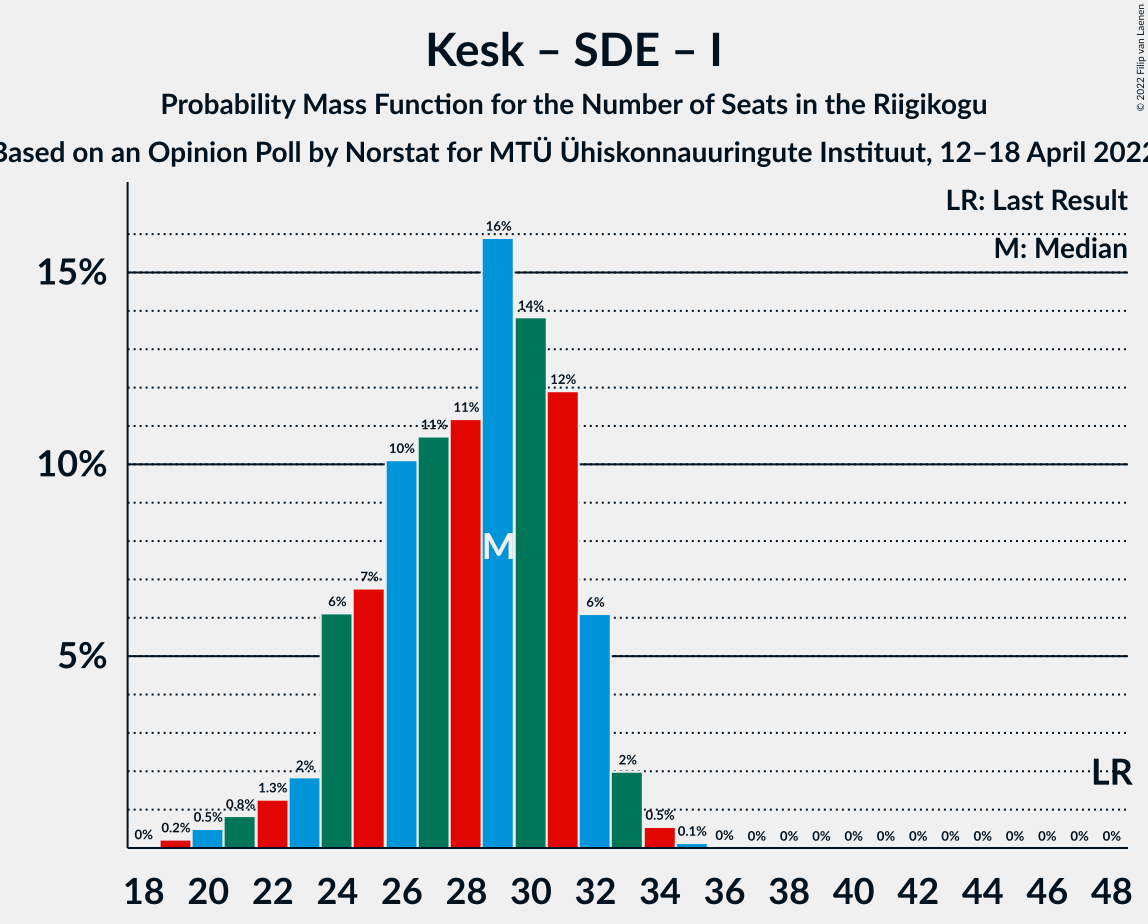 Kesk – SDE – I
Probability Mass Function for the Number of Seats in the Riigikogu
Based on an Opinion Poll by Norstat for MTÜ Ühiskonnauuringute Instituut, 12–18 April 2022
© 2022 Filip van Laenen
LR: Last Result
M: Median
15%
10%
5%
0% 0.2% 0.5% 0.8% 1.3% 2% 6% 7% 10% 11% 11% 16% 14% 12% 6% 2% 0.5% 0.1% 0% 0% 0% 0% 0% 0% 0% 0% 0% 0% 0% 0% 0%
M
LR
18 20 22 24 26 28 30 32 34 36 38 40 42 44 46 48